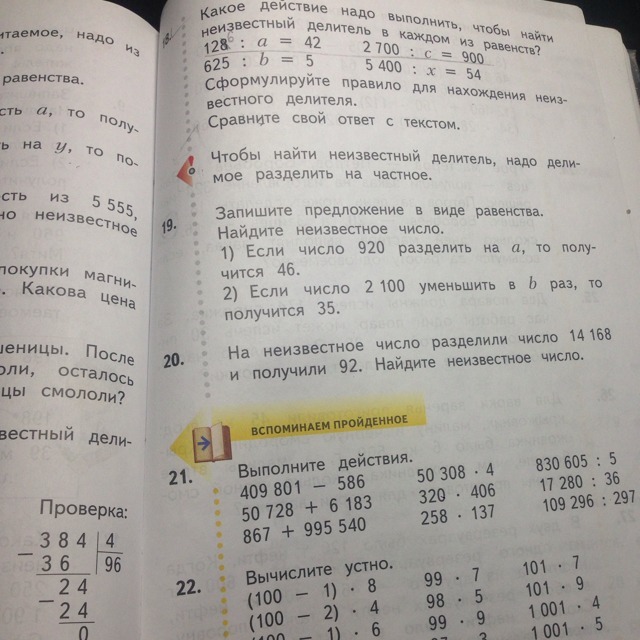 итаемое, надо из
равенства.
сть a, то полу-
ть на y, то по-
сть из 5 555,
но неизвестное
покупки магни-
Какова цена
шеницы. После
оли, осталось
цы смололи?
вестный дели-
Проверка:
− 384 | 4
36 | 96
− 24
24
0
18.
Какое действие надо выполнить, чтобы найти
неизвестный делитель в каждом из равенств?
128 : a = 42 2 700 : c = 900
625 : b = 5 5 400 : x = 54
Сформулируйте правило для нахождения неиз-
вестного делителя.
Сравните свой ответ с текстом.
Чтобы найти неизвестный делитель, надо дели-
мое разделить на частное.
19.
Запишите предложение в виде равенства.
Найдите неизвестное число.
1) Если число 920 разделить на a, то полу-
чится 46.
2) Если число 2 100 уменьшить в b раз, то
получится 35.
20.
На неизвестное число разделили число 14 168
и получили 92. Найдите неизвестное число.
ВСПОМИНАЕМ ПРОЙДЕННОЕ
21.
Выполните действия.
409 801 − 586 50 308 · 4 830 605 : 5
50 728 + 6 183 320 · 406 17 280 : 36
867 + 995 540 258 · 137 109 296 : 297
22.
Вычислите устно.
(100 − 1) · 8 99 · 7 101 · 7
(100 − 2) · 4 98 · 5 101 · 9
(100 − 1) · 6 99 · 9 1 001 · 4
1 001 · 5